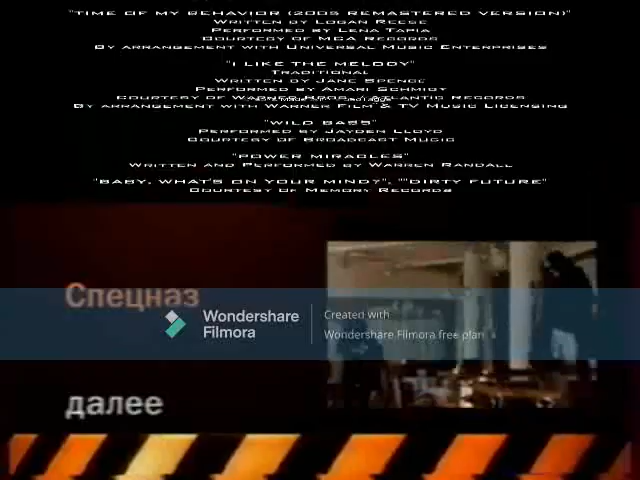 "TIME OF MY BEHAVIOR (2005 REMASTERED VERSION)"
WRITTEN BY LOGAN REESE
PERFORMED BY LENA TAPIA
COURTESY OF MCA RECORDS
BY ARRANGEMENT WITH UNIVERSAL MUSIC ENTERPRISES
"I LIKE THE MELODY"
TRADITIONAL
WRITTEN BY JANE SPENCE
PERFORMED BY AMARI SCHMIDT
COURTESY OF ATLANTIC RECORDS
BY ARRANGEMENT WITH WARNER FILM & TV MUSIC LICENSING
"WILD BASS"
PERFORMED BY JAYDEN LLOYD
COURTESY OF BROADCAST MUSIC
"POWER MIRACLES"
WRITTEN AND PERFORMED BY WARREN RANDALL
"BABY, WHAT'S ON YOUR MIND?", ""DIRTY FUTURE"
COURTESY OF MEMORY RECORDS
Спецназ
Wondershare
Filmora
Created with
Wondershare Filmora free plan
далее